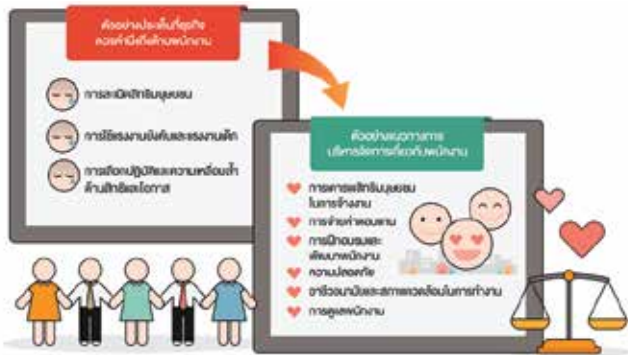 ตัวอย่างประเด็นที่ธุรกิจ
ควรคำนึงถึงด้านพนักงาน
การละเมิดสิทธิมนุษยชน
การใช้แรงงานบังคับและแรงงานเด็ก
การเลือกปฏิบัติและความเหลื่อมล้ำ
ด้านสิทธิและโอกาส
ตัวอย่างแนวทางการ
บริหารจัดการเกี่ยวกับพนักงาน
การเคารพสิทธิมนุษยชน
ในการจ้างงาน
การจ่ายค่าตอบแทน
การฝึกอบรมและ
พัฒนาพนักงาน
ความปลอดภัย
อาชีวอนามัยและสภาพแวดล้อมในการทำงาน
การดูแลพนักงาน